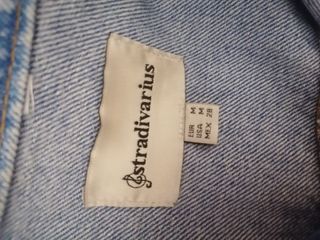 stradivarius
EUR M
USA M
MEX 28